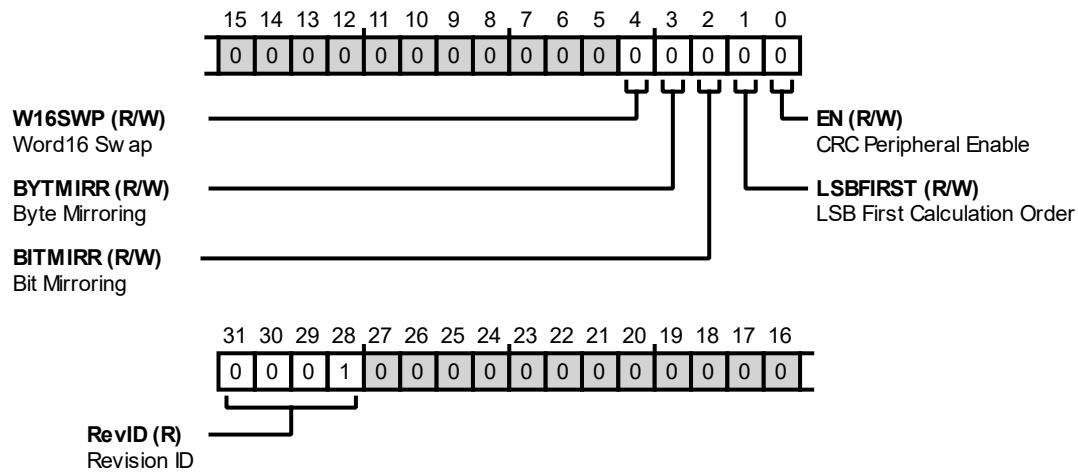 15 14 13 12 11 10 9 8 7 6 5 4 3 2 1 0
0 0 0 0 0 0 0 0 0 0 0 0 0 0 0 0
W16SWP (R/W)
Word16 Swap
EN (R/W)
CRC Peripheral Enable
BYTMIRR (R/W)
Byte Mirroring
LSBFIRST (R/W)
LSB First Calculation Order
BITMIRR (R/W)
Bit Mirroring
31 30 29 28 27 26 25 24 23 22 21 20 19 18 17 16
0 0 0 1 0 0 0 0 0 0 0 0 0 0 0 0
RevID (R)
Revision ID